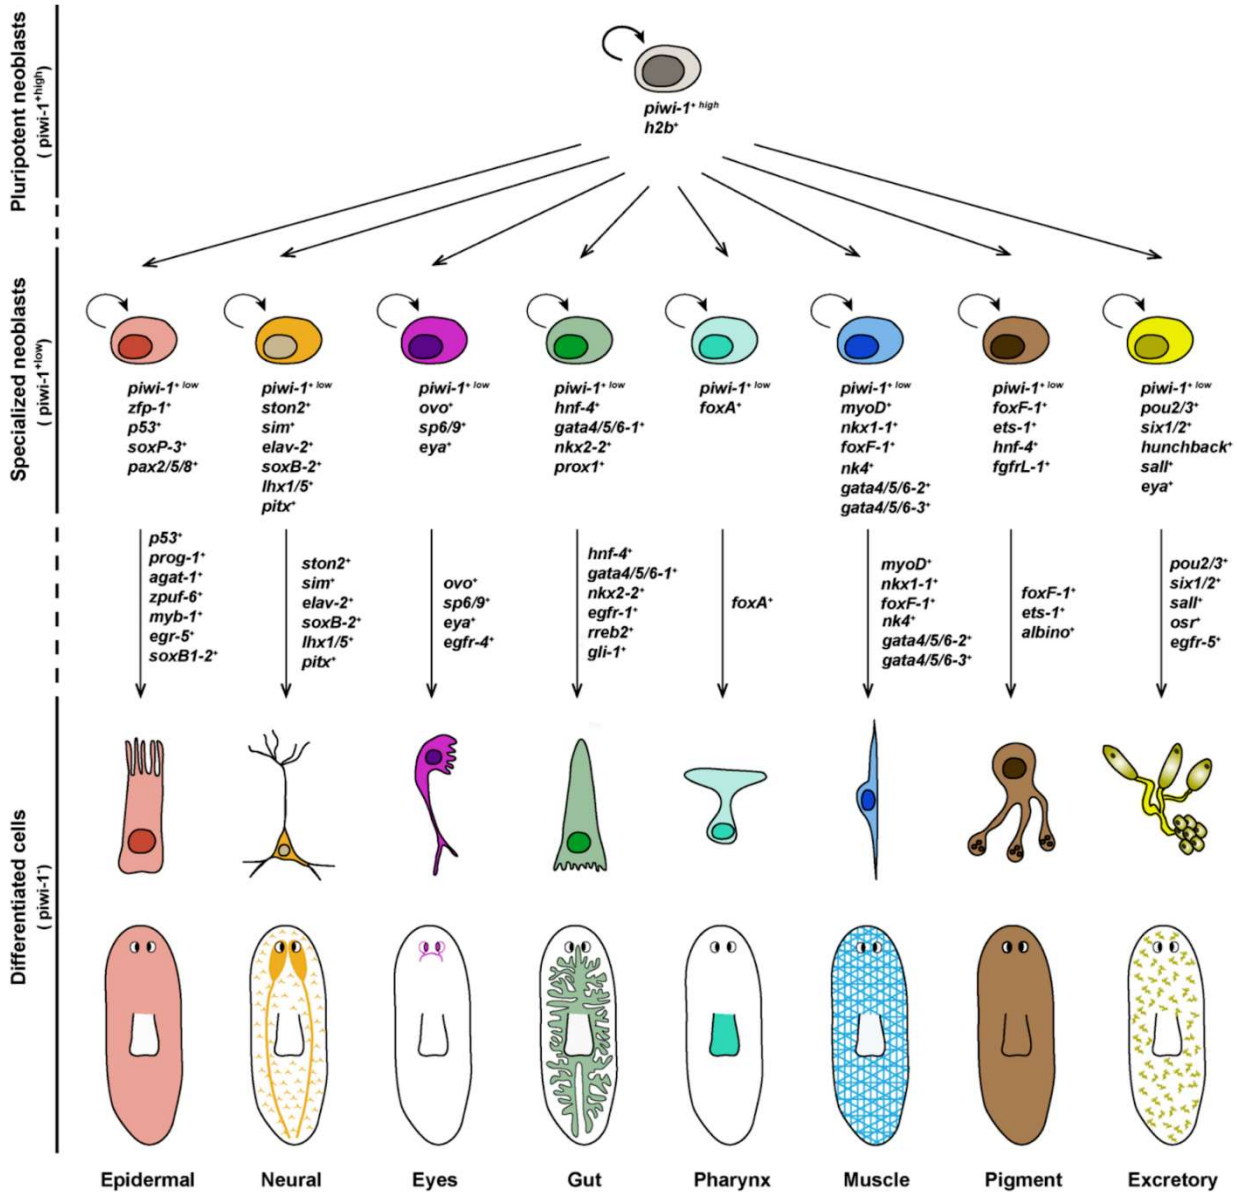 Pluripotent neoblasts
( piwi-1+high)
piwi-1+ high
h2b+
Specialized neoblasts
( piwi-1+low)
piwi-1+ low
zfp-1+
p53+
soxP-3+
pax2/5/8+
piwi-1+ low
ston2+
sim+
elav-2+
soxB-2+
lhx1/5+
pitx+
piwi-1+ low
ovo+
sp6/9+
eya+
piwi-1+ low
hnf-4+
gata4/5/6-1+
nkx2-2+
prox1+
piwi-1+ low
foxA+
piwi-1+ low
myoD+
nkx1-1+
foxF-1+
nk4+
gata4/5/6-2+
gata4/5/6-3+
piwi-1+ low
foxF-1+
ets-1+
hnf-4+
fgfrL-1+
piwi-1+ low
pou2/3+
six1/2+
hunchback+
sall+
eya+
p53+
prog-1+
agat-1+
zpuf-6+
myb-1+
egr-5+
soxB1-2+
ston2+
sim+
elav-2+
soxB-2+
lhx1/5+
pitx+
ovo+
sp6/9+
eya+
egfr-4+
hnf-4+
gata4/5/6-1+
nkx2-2+
egfr-1+
rreb2+
gli-1+
foxA+
myoD+
nkx1-1+
foxF-1+
nk4+
gata4/5/6-2+
gata4/5/6-3+
foxF-1+
ets-1+
albino+
pou2/3+
six1/2+
sall+
osr+
egfr-5+
Differentiated cells
( piwi-1-)
Epidermal
Neural
Eyes
Gut
Pharynx
Muscle
Pigment
Excretory